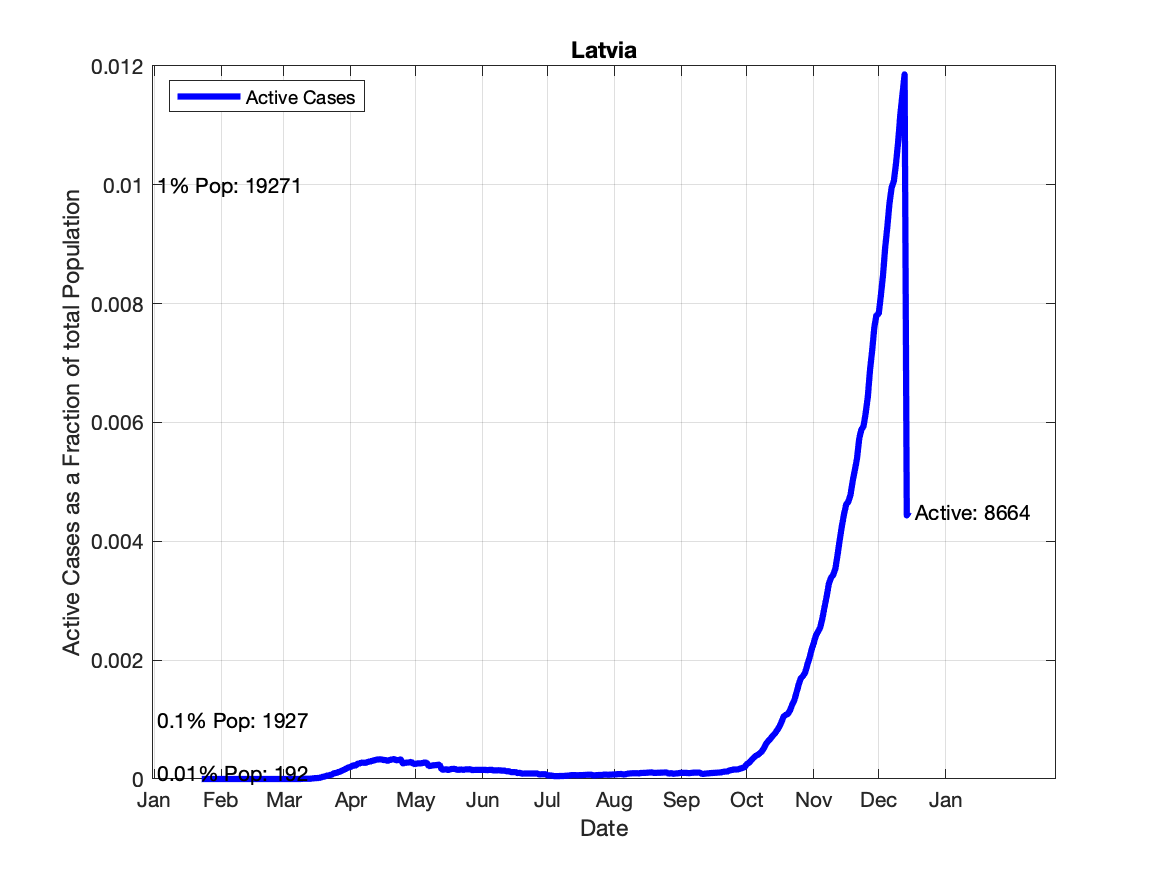 Latvia
0.012
Active Cases
0.01
1% Pop: 19271
0.008
0.006
Active: 8664
0.004
0.002
0.1% Pop: 1927
0.01% Pop: 192
0
Jan Feb Mar Apr May Jun Jul Aug Sep Oct Nov Dec Jan
Date
Active Cases as a Fraction of total Population